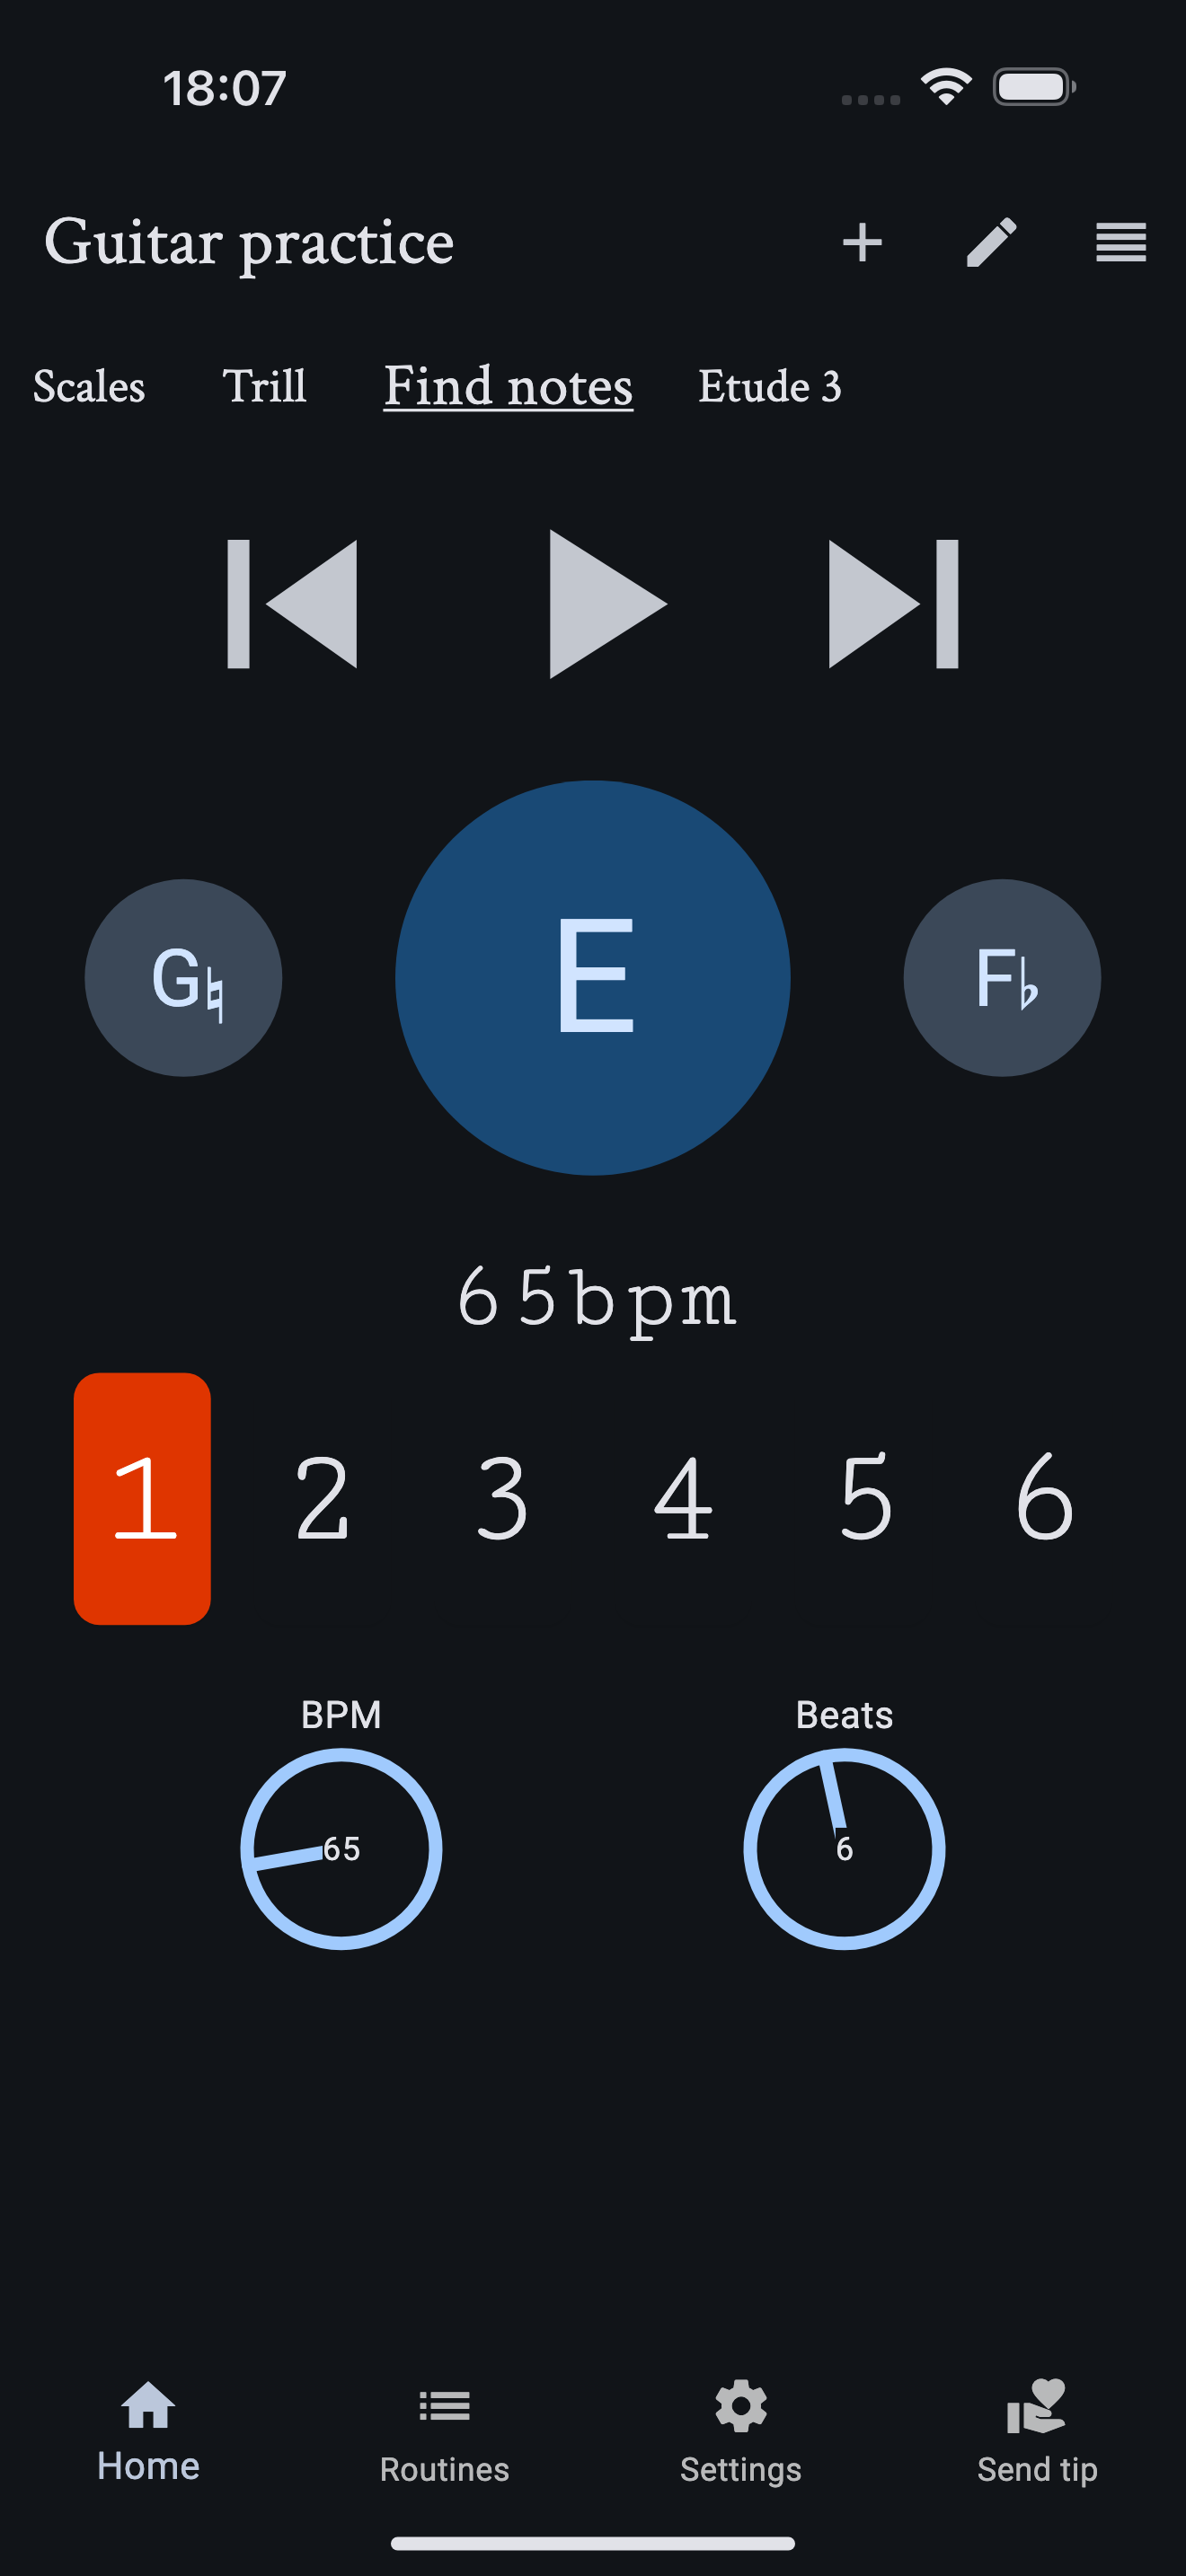 18:07
Guitar practice
Scales Trill Find notes Etude 3
G♮ E F♭
65bpm
1 2 3 4 5 6
BPM Beats
65 6
Home Routines Settings Send tip